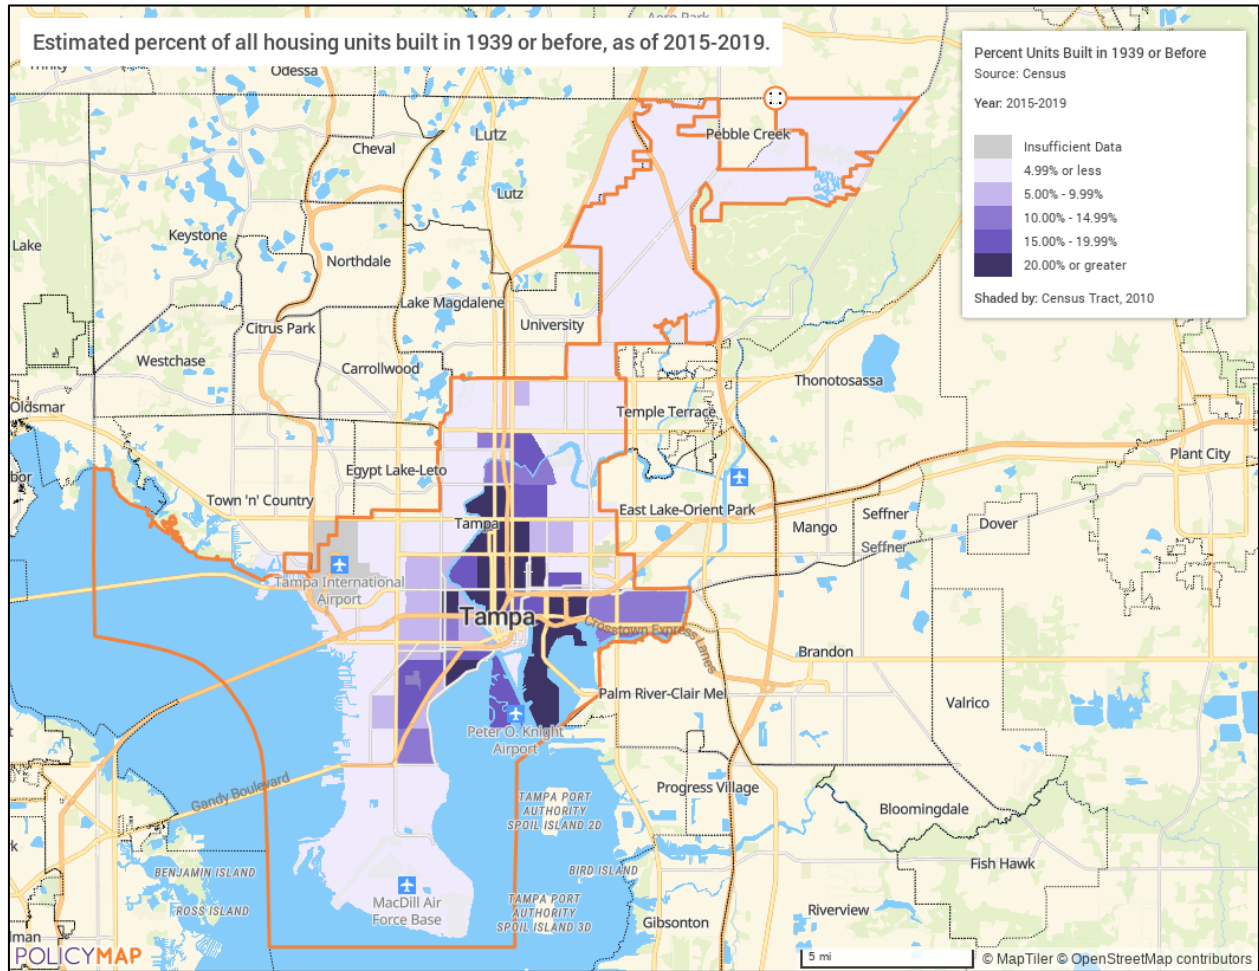 Aero Park
Estimated percent of all housing units built in 1939 or before, as of 2015-2019.
Trinity
Odessa
Percent Units Built in 1939 or Before
Source: Census
Year: 2015-2019
Insufficient Data
4.99% or less
5.00% - 9.99%
10.00% - 14.99%
15.00% - 19.99%
20.00% or greater
Shaded by: Census Tract, 2010
Lutz
Pebble Creek
Cheval
Lutz
Keystone
Lake
Northdale
Lake Magdalene
University
Citrus Park
Westchase
Carrollwood
Thonotosassa
Oldsmar
Temple Terrace
Plant City
Egypt Lake-Leto
bor
Town 'n' Country
East Lake-Orient Park
Seffner
Mango
Dover
Tampa
Seffner
Tampa International
Airport
Tampa
Crosstown Express Lanes
Brandon
Palm River-Clair Mel
Valrico
Peter O. Knight
Airport
Gandy Boulevard
Progress Village
TAMPA PORT
AUTHORITY
SPOIL ISLAND 2D
Bloomingdale
Fish Hawk
BENJAMIN ISLAND
BIRD ISLAND
MacDill Air
Force Base
TAMPA PORT
AUTHORITY
SPOIL ISLAND 3D
ROSS ISLAND
Riverview
Gibsonton
lman
POLICYMAP
5 mi
© MapTiler © OpenStreetMap contributors